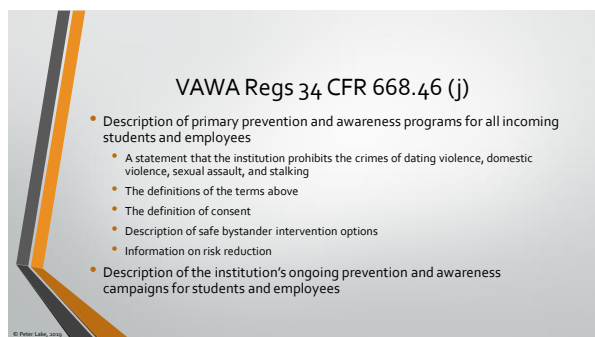 VAWA Regs 34 CFR 668.46 (j)
• Description of primary prevention and awareness programs for all incoming
students and employees
• A statement that the institution prohibits the crimes of dating violence, domestic
violence, sexual assault, and stalking
• The definitions of the terms above
• The definition of consent
• Description of safe bystander intervention options
• Information on risk reduction
• Description of the institution's ongoing prevention and awareness
campaigns for students and employees
© Peter Lake, 2019